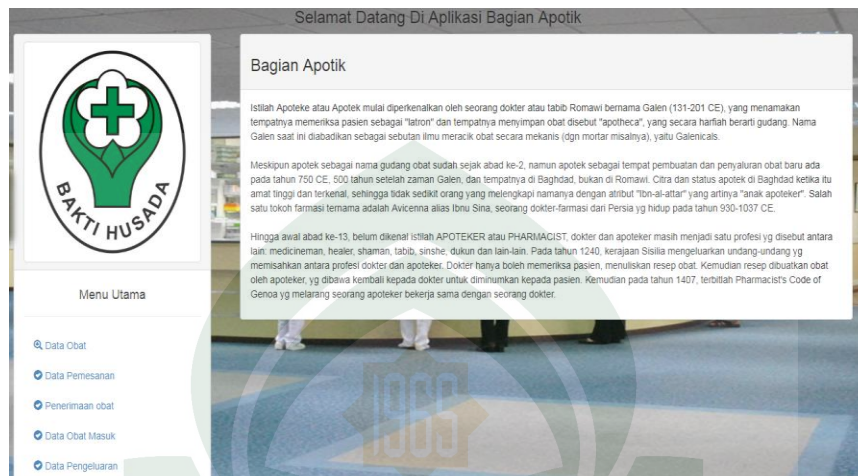 Selamat Datang Di Aplikasi Bagian Apotik
BAKTI HUSADA
Menu Utama
Data Obat
Data Pemesanan
Penerimaan obat
Data Obat Masuk
Data Pengeluaran
Bagian Apotik
Istilah Apoteke atau Apotek mulai diperkenalkan oleh seorang dokter atau tabib Romawi bernama Galen (131-201 CE), yang menamakan
tempatnya memeriksa pasien sebagai "Iatron" dan tempatnya menyimpan obat disebut "apotheca", yang secara harfiah berarti gudang. Nama
Galen saat ini diabadikan sebagai sebutan ilmu meracik obat secara mekanis (dgn mortar misalnya), yaitu Galenicals.
Meskipun apotek sebagai nama gudang obat sudah sejak abad ke-2, namun apotek sebagai tempat pembuatan dan penyaluran obat baru ada
pada tahun 750 CE, 500 tahun setelah zaman Galen, dan tempatnya di Baghdad, bukan di Romawi. Citra dan status apotek di Baghdad ketika itu
amat tinggi dan terkenal, sehingga tidak sedikit orang yang melengkapi namanya dengan atribut "Ibn-al-attar" yang artinya "anak apoteker". Salah
satu tokoh farmasi ternama adalah Avicenna alias Ibnu Sina, seorang dokter-farmasi dari Persia yg hidup pada tahun 930-1037 CE.
Hingga awal abad ke-13, belum dikenal istilah APOTEKER atau PHARMACIST, dokter dan apoteker masih menjadi satu profesi yg disebut antara
lain: medicineman, healer, shaman, tabib, sinshe, dukun dan lain-lain. Pada tahun 1240, kerajaan Sisilia mengeluarkan undang-undang yg
memisahkan antara profesi dokter dan apoteker. Dokter hanya boleh memeriksa pasien, menuliskan resep obat. Kemudian resep dibuatkan obat
oleh apoteker, yg dibawa kembali kepada dokter untuk diminumkan kepada pasien. Kemudian pada tahun 1407, terbitlah Pharmacist's Code of
Genoa yg melarang seorang apoteker bekerja sama dengan seorang dokter.
1969